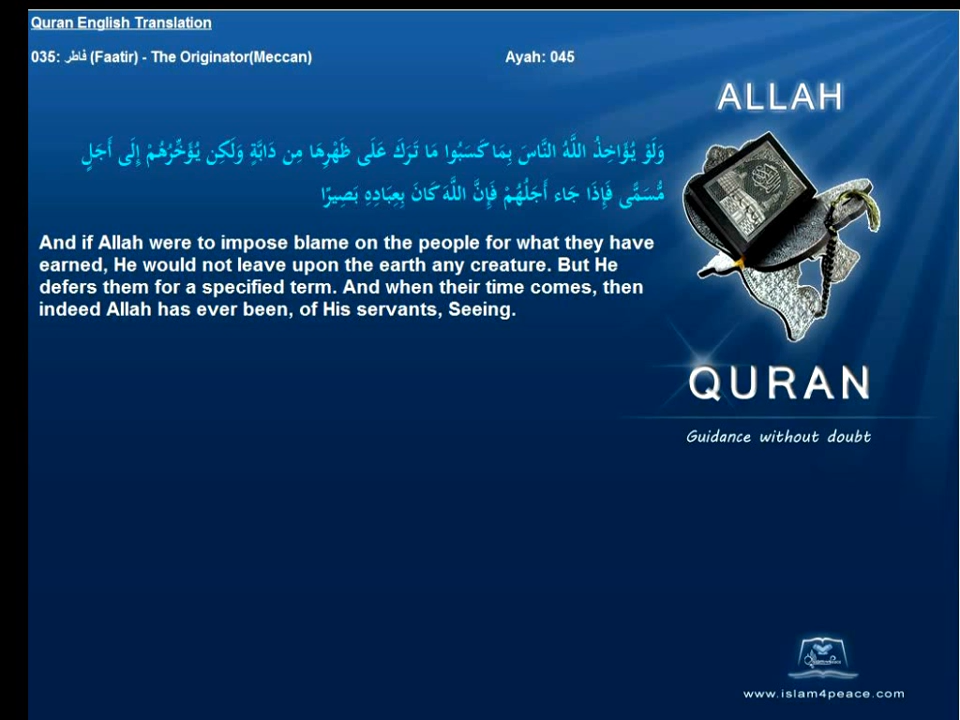 Quran English Translation
035: فاطر (Faatir) - The Originator(Meccan)
Ayah: 045
ALLAH
وَلَوْ يُؤَاخِذُ اللَّهُ النَّاسَ بِمَا كَسَبُوا مَا تَرَكَ عَلَى ظَهْرِهَا مِن دَابَّةٍ وَلَكِن يُؤَخِّرُهُمْ إِلَى أَجَلٍ
مُّسَمًّى فَإِذَا جَاء أَجَلُهُمْ فَإِنَّ اللَّهَ كَانَ بِعِبَادِهِ بَصِيرًا
And if Allah were to impose blame on the people for what they have
earned, He would not leave upon the earth any creature. But He
defers them for a specified term. And when their time comes, then
indeed Allah has ever been, of His servants, Seeing.
QURAN
Guidance without doubt
www.islam4peace.com